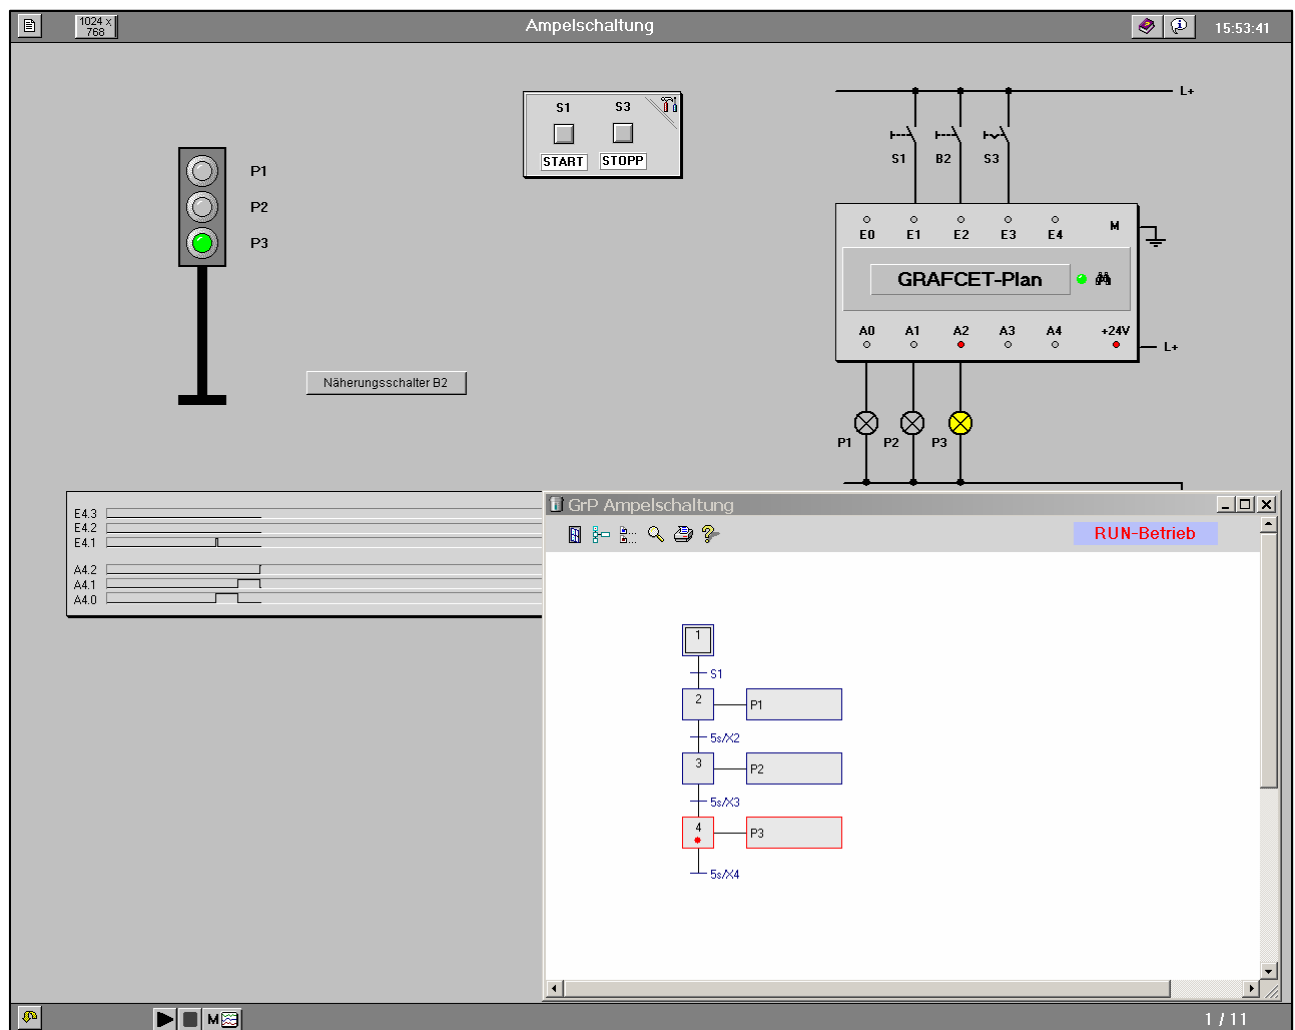 1024 x
768
Ampelschaltung
15:53:41
S1 S3
START STOPP
P1
P2
P3
L+
S1 B2 S3
E0 E1 E2 E3 E4 M
GRAFCET-Plan
A0 A1 A2 A3 A4 +24V
L+
Näherungsschalter B2
P1 P2 P3
E4.3
E4.2
E4.1
A4.2
A4.1
A4.0
GrP Ampelschaltung
RUN-Betrieb
1
S1
2 P1
5s/X2
3 P2
5s/X3
4 P3
5s/X4
M
1 / 11